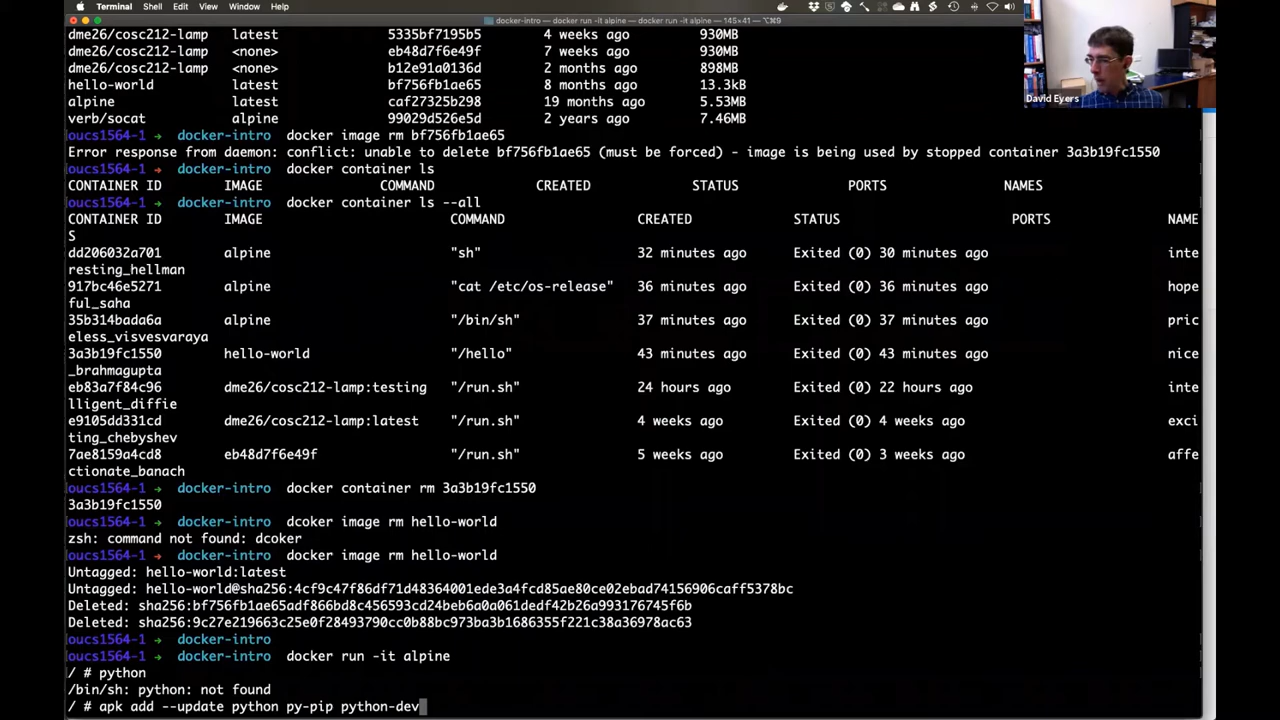 Terminal Shell Edit View Window Help
docker-intro — docker run -it alpine — docker run -it alpine — 145×41
dme26/cosc212-lamp latest 5335bf7195b5 4 weeks ago 930MB
dme26/cosc212-lamp <none> eb48d7f6e49f 7 weeks ago 930MB
dme26/cosc212-lamp <none> b12e91a0136d 2 months ago 898MB
hello-world latest bf756fb1ae65 8 months ago 13.3kB
alpine latest caf27325b298 19 months ago 5.53MB
verb/socat alpine 99029d526e5d 2 years ago 7.46MB
oucs1564-1 → docker-intro docker image rm bf756fb1ae65
Error response from daemon: conflict: unable to delete bf756fb1ae65 (must be forced) - image is being used by stopped container 3a3b19fc1550
oucs1564-1 → docker-intro docker container ls
CONTAINER ID IMAGE COMMAND CREATED STATUS PORTS NAMES
oucs1564-1 → docker-intro docker container ls --all
CONTAINER ID IMAGE COMMAND CREATED STATUS PORTS NAME
S
dd206032a701 alpine "sh" 32 minutes ago Exited (0) 30 minutes ago inte
resting_hellman
917bc46e5271 alpine "cat /etc/os-release" 36 minutes ago Exited (0) 36 minutes ago hope
ful_saha
35b314bada6a alpine "/bin/sh" 37 minutes ago Exited (0) 37 minutes ago pric
eless_visvesvaraya
3a3b19fc1550 hello-world "/hello" 43 minutes ago Exited (0) 43 minutes ago nice
_brahmagupta
eb83a7f84c96 dme26/cosc212-lamp:testing "/run.sh" 24 hours ago Exited (0) 22 hours ago inte
lligent_diffie
e9105dd331cd dme26/cosc212-lamp:latest "/run.sh" 4 weeks ago Exited (0) 4 weeks ago exci
ting_chebyshev
7ae8159a4cd8 eb48d7f6e49f "/run.sh" 5 weeks ago Exited (0) 3 weeks ago affe
ctionate_banach
oucs1564-1 → docker-intro docker container rm 3a3b19fc1550
3a3b19fc1550
oucs1564-1 → docker-intro dcoker image rm hello-world
zsh: command not found: dcoker
oucs1564-1 → docker-intro docker image rm hello-world
Untagged: hello-world:latest
Untagged: hello-world@sha256:4cf9c47f86df71d48364001ede3a4fcd85ae80ce02ebad74156906caff5378bc
Deleted: sha256:bf756fb1ae65adf866bd8c456593cd24beb6a0a061dedf42b26a993176745f6b
Deleted: sha256:9c27e219663c25e0f28493790cc0b88bc973ba3b1686355f221c38a36978ac63
oucs1564-1 → docker-intro
oucs1564-1 → docker-intro docker run -it alpine
/ # python
/bin/sh: python: not found
/ # apk add --update python py-pip python-dev
David Eyers